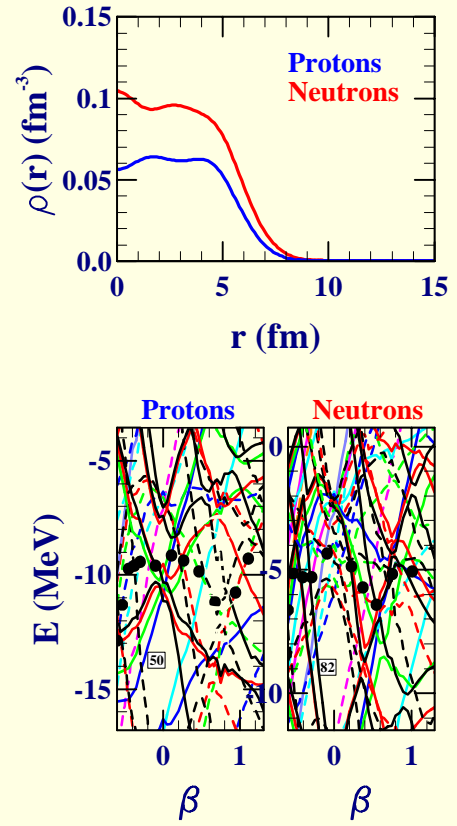 ρ(r) (fm⁻³)
0.15
0.1
0.05
0.0
Protons
Neutrons
0
5
10
15
r (fm)
Protons
Neutrons
E (MeV)
-5
-10
-15
50
0
1
β
0
-5
10
82
0
1
β